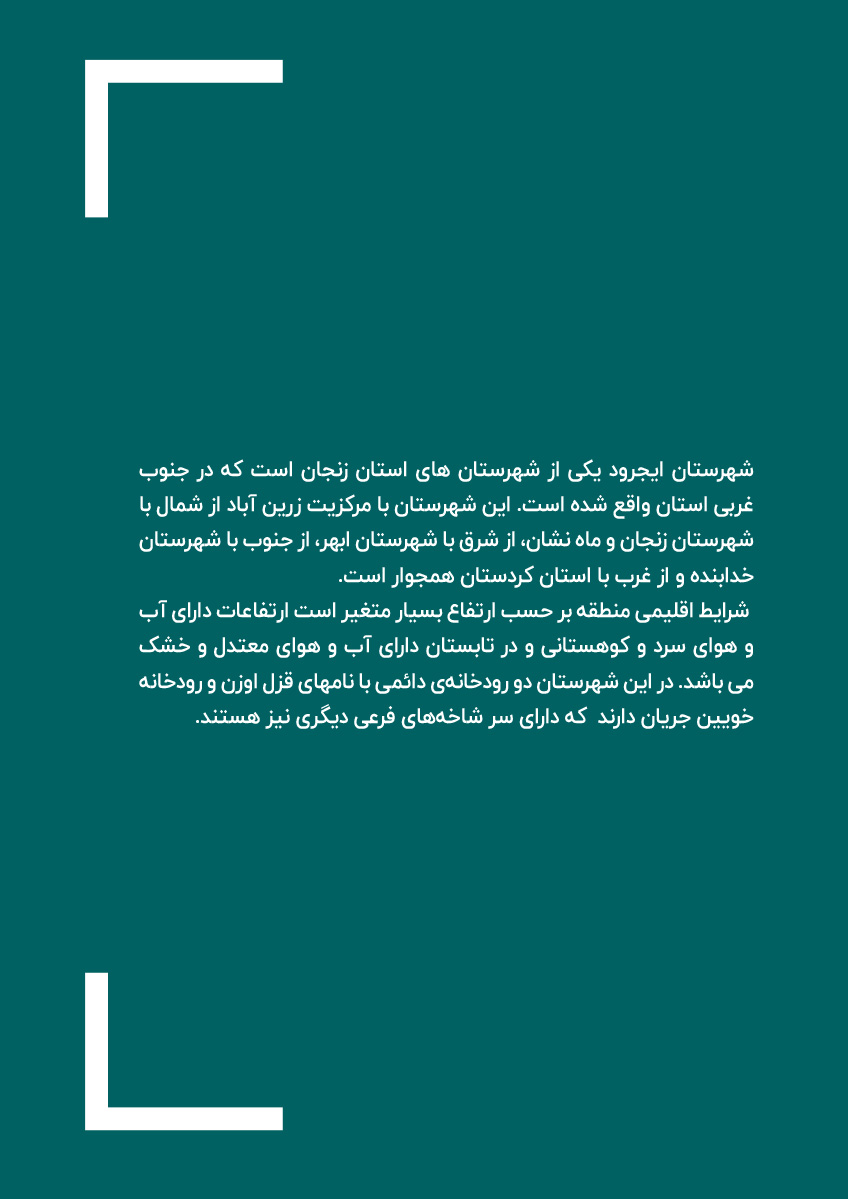 شهرستان ایجرود یکی از شهرستان های استان زنجان است که در جنوب
غربی استان واقع شده است. این شهرستان با مرکزیت زرین آباد از شمال با
شهرستان زنجان و ماه نشان، از شرق با شهرستان ابهر، از جنوب با شهرستان
خدابنده و از غرب با استان کردستان همجوار است.
شرایط اقلیمی منطقه بر حسب ارتفاع بسیار متغیر است ارتفاعات دارای آب
و هوای سرد و کوهستانی و در تابستان دارای آب و هوای معتدل و خشک
می باشد. در این شهرستان دو رودخانه‌ی دائمی با نامهای قزل اوزن و رودخانه
خویین جریان دارند که دارای سر شاخه‌های فرعی دیگری نیز هستند.